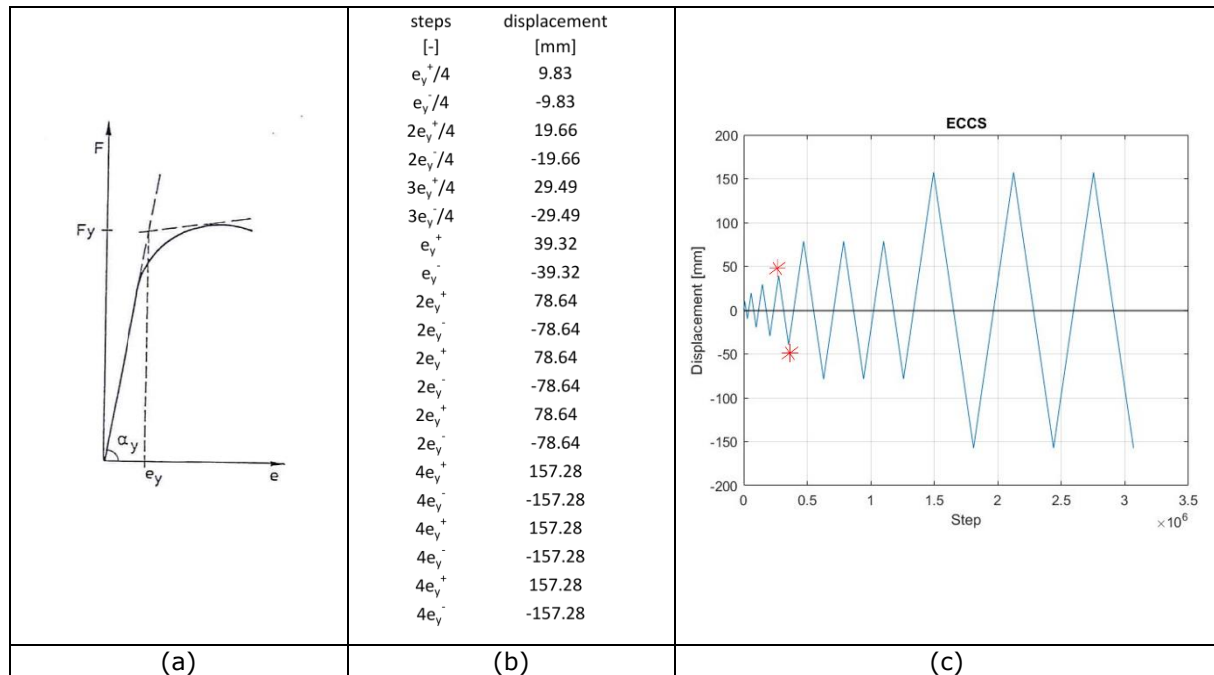 F
Fy
αy
ey
e
steps displacement
[-] [mm]
ey+/4 9.83
ey-/4 -9.83
2ey+/4 19.66
2ey-/4 -19.66
3ey+/4 29.49
3ey-/4 -29.49
ey+ 39.32
ey- -39.32
2ey+ 78.64
2ey- -78.64
2ey+ 78.64
2ey- -78.64
2ey+ 78.64
2ey- -78.64
4ey+ 157.28
4ey- -157.28
4ey+ 157.28
4ey- -157.28
4ey+ 157.28
4ey- -157.28
ECCS
200
150
100
50
0
-50
-100
-150
-200
Displacement [mm]
0 0.5 1 1.5 2 2.5 3 3.5
Step
×10^6
(a) (b) (c)